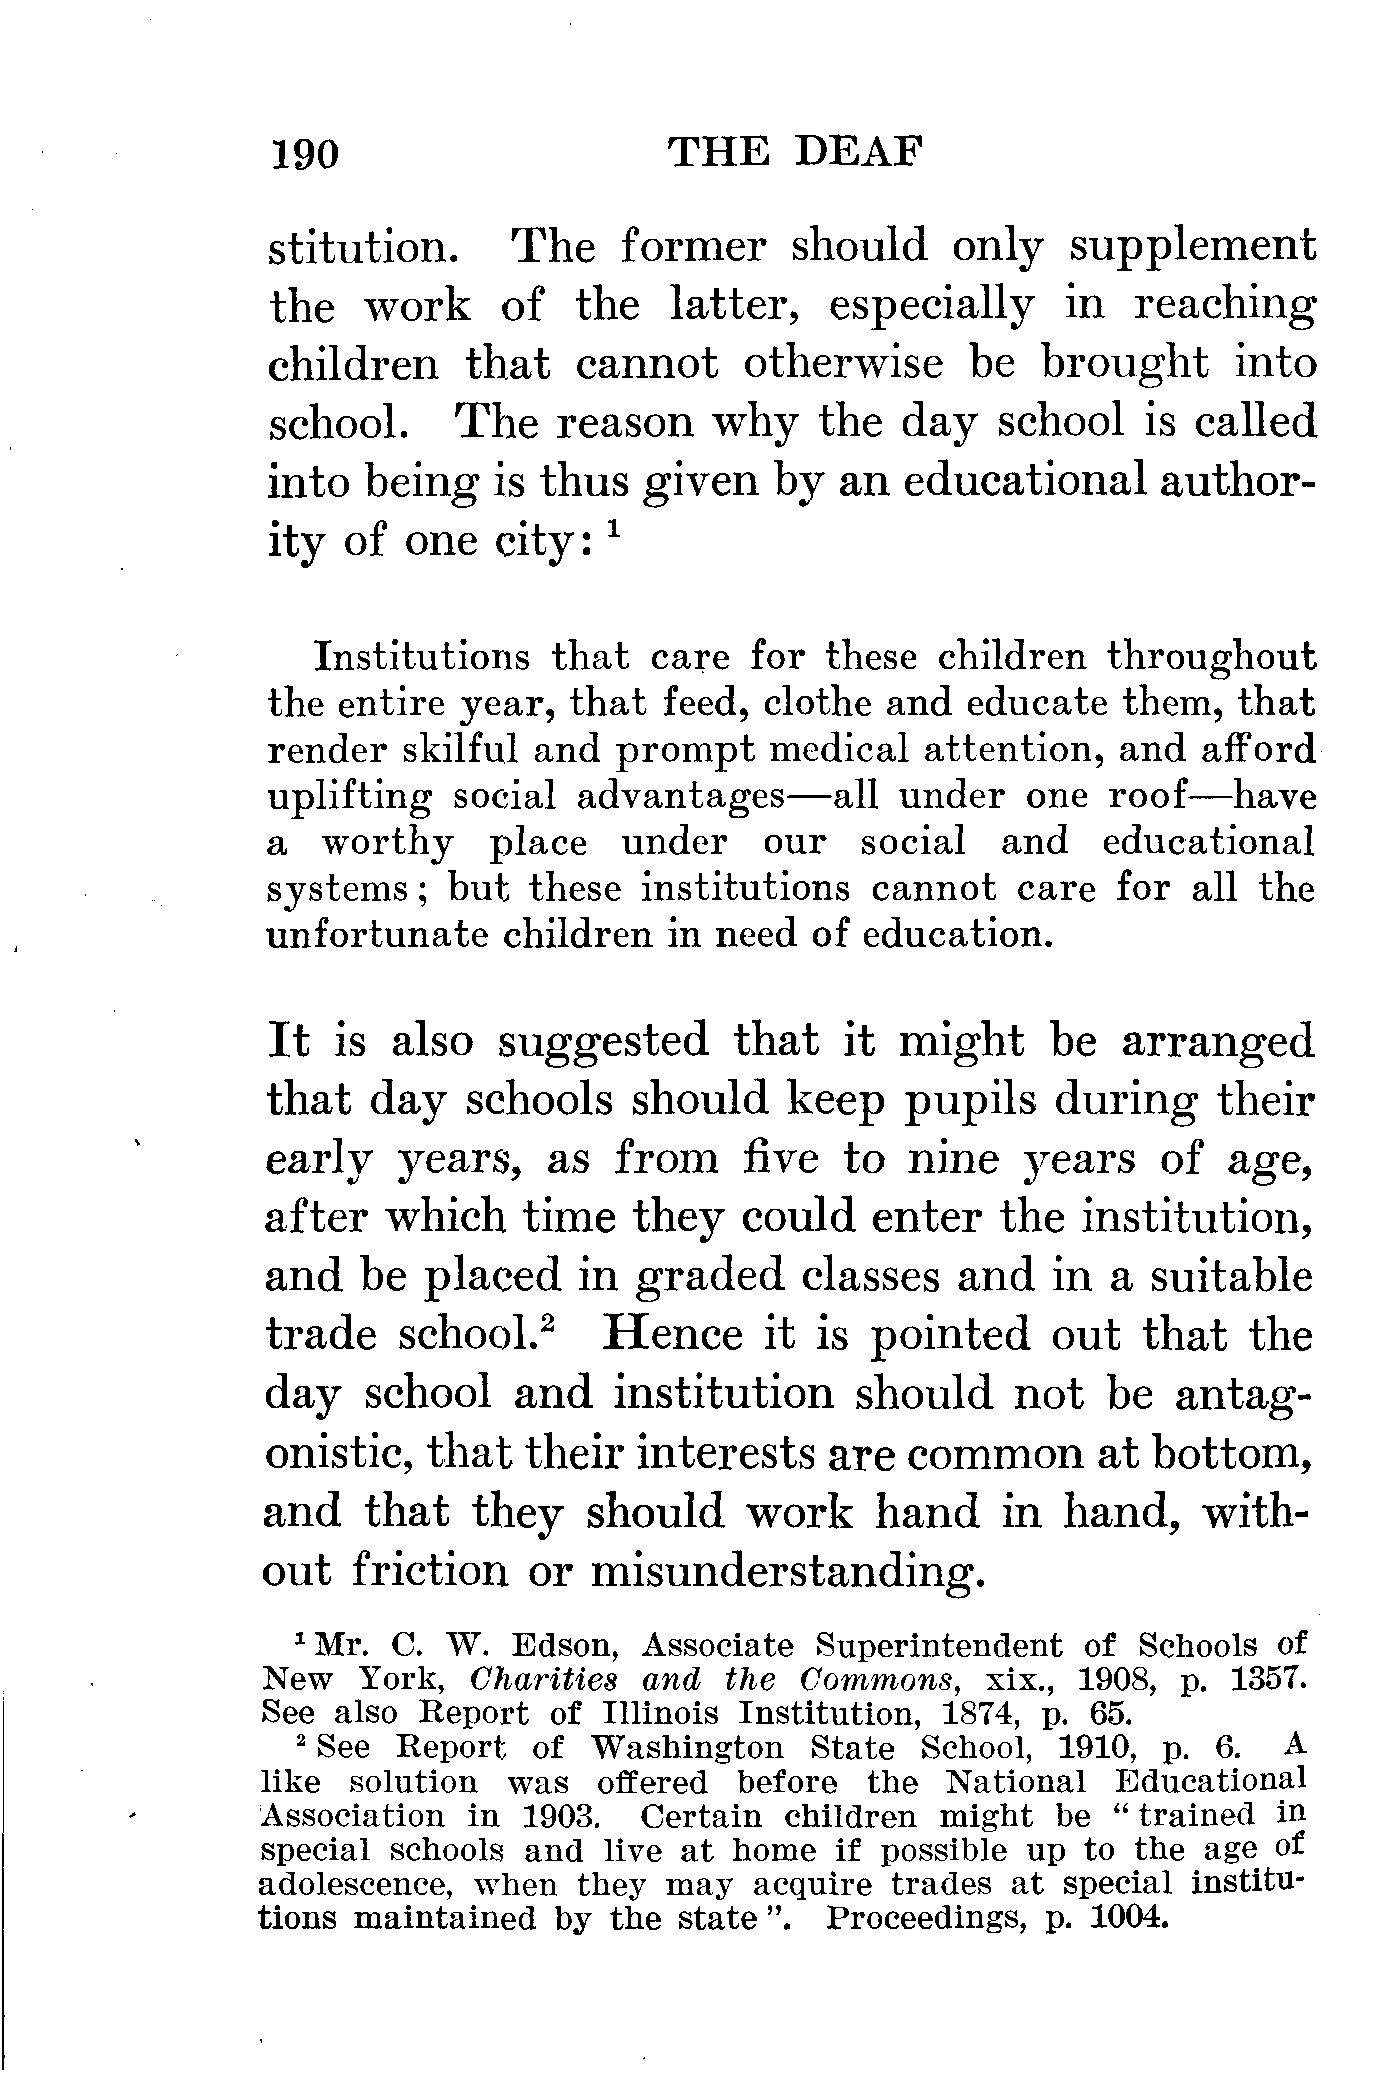 190 THE DEAF
stitution. The former should only supplement
the work of the latter, especially in reaching
children that cannot otherwise be brought into
school. The reason why the day school is called
into being is thus given by an educational author-
ity of one city: ¹
Institutions that care for these children throughout
the entire year, that feed, clothe and educate them, that
render skilful and prompt medical attention, and afford
uplifting social advantages—all under one roof—have
a worthy place under our social and educational
systems; but these institutions cannot care for all the
unfortunate children in need of education.
It is also suggested that it might be arranged
that day schools should keep pupils during their
early years, as from five to nine years of age,
after which time they could enter the institution,
and be placed in graded classes and in a suitable
trade school.² Hence it is pointed out that the
day school and institution should not be antag-
onistic, that their interests are common at bottom,
and that they should work hand in hand, with-
out friction or misunderstanding.
¹ Mr. C. W. Edson, Associate Superintendent of Schools of
New York, Charities and the Commons, xix., 1908, p. 1357.
See also Report of Illinois Institution, 1874, p. 65.
² See Report of Washington State School, 1910, p. 6. A
like solution was offered before the National Educational
Association in 1903. Certain children might be “ trained in
special schools and live at home if possible up to the age of
adolescence, when they may acquire trades at special institu-
tions maintained by the state ”. Proceedings, p. 1004.